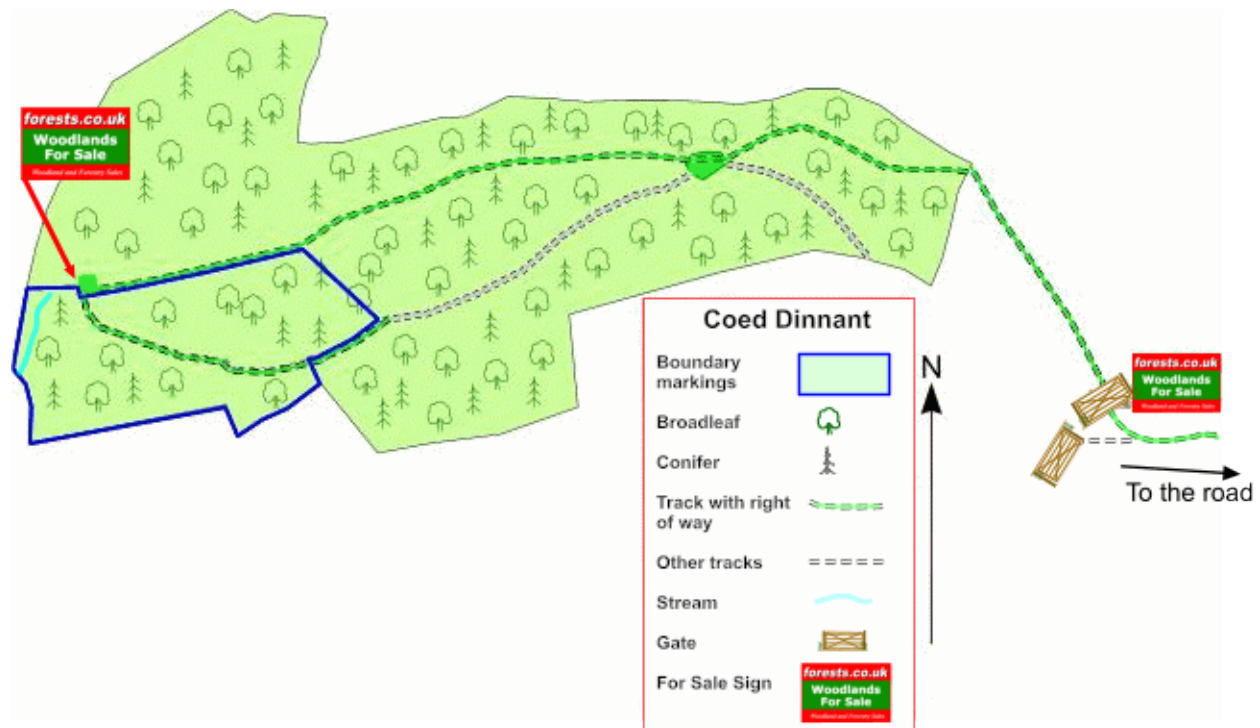 forests.co.uk
Woodlands
For Sale
Woodland and Forestry Sales
Coed Dinnant
Boundary
markings
Broadleaf
Conifer
Track with right
of way
Other tracks
Stream
Gate
For Sale Sign
forests.co.uk
Woodlands
For Sale
Woodland and Forestry Sales
N
forests.co.uk
Woodlands
For Sale
Woodland and Forestry Sales
To the road